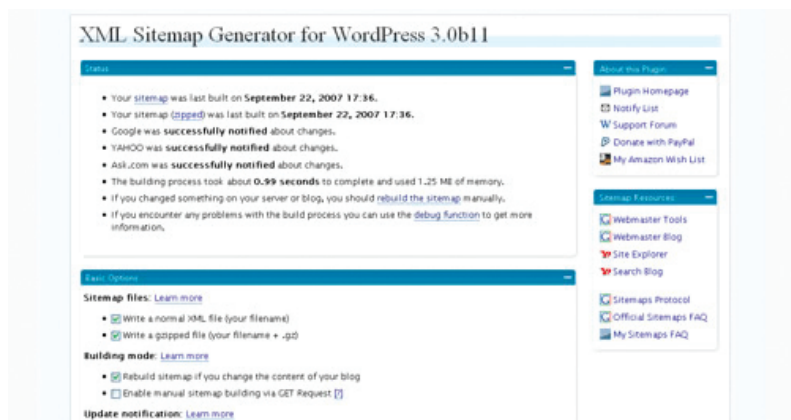 XML Sitemap Generator for WordPress 3.0b11
Status
Your sitemap was last built on September 22, 2007 17:36.
Your sitemap (zipped) was last built on September 22, 2007 17:36.
Google was successfully notified about changes.
YAHOO was successfully notified about changes.
Ask.com was successfully notified about changes.
The building process took about 0.99 seconds to complete and used 1.25 MB of memory.
If you changed something on your server or blog, you should rebuild the sitemap manually.
If you encounter any problems with the build process you can use the debug function to get more
information.
Basic Options
Sitemap files: Learn more
Write a normal XML file (your filename)
Write a gzipped file (your filename + .gz)
Building mode: Learn more
Rebuild sitemap if you change the content of your blog
Enable manual sitemap building via GET Request [?]
Update notification: Learn more
About this Plugin:
Plugin Homepage
Notify List
Support Forum
Donate with PayPal
My Amazon Wish List
Sitemap Resources:
Webmaster Tools
Webmaster Blog
Site Explorer
Search Blog
Sitemaps Protocol
Official Sitemaps FAQ
My Sitemaps FAQ